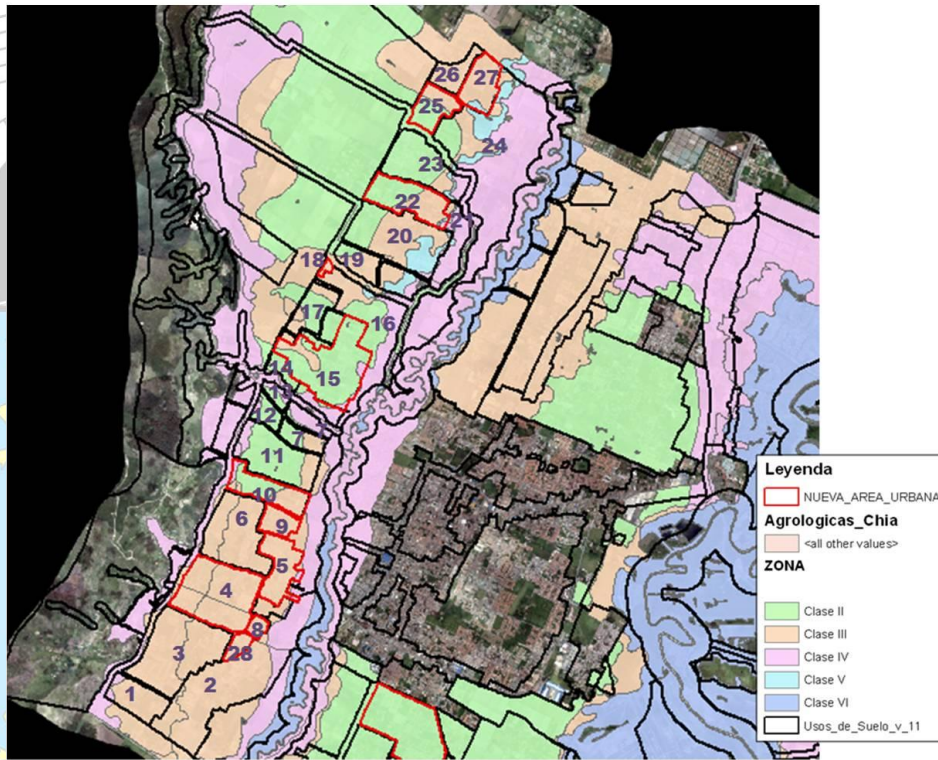 26
27
25
24
23
22
21
20
18
19
17
16
14
15
13
12
7
11
10
6
9
5
4
8
3
28
2
1
Leyenda
NUEVA_AREA_URBANA
Agrologicas_Chia
<all other values>
ZONA
Clase II
Clase III
Clase IV
Clase V
Clase VI
Usos_de_Suelo_v_11